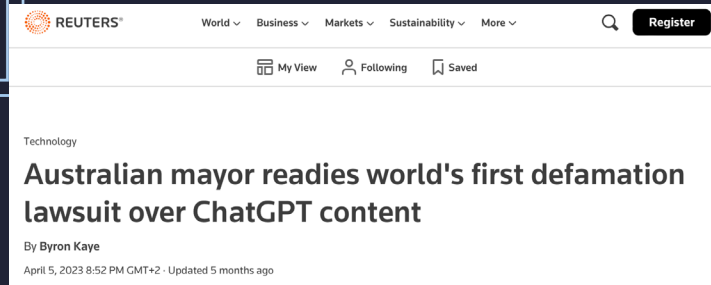 REUTERS®
World Business Markets Sustainability More Register
My View Following Saved
Technology
Australian mayor readies world's first defamation
lawsuit over ChatGPT content
By Byron Kaye
April 5, 2023 8:52 PM GMT+2 · Updated 5 months ago